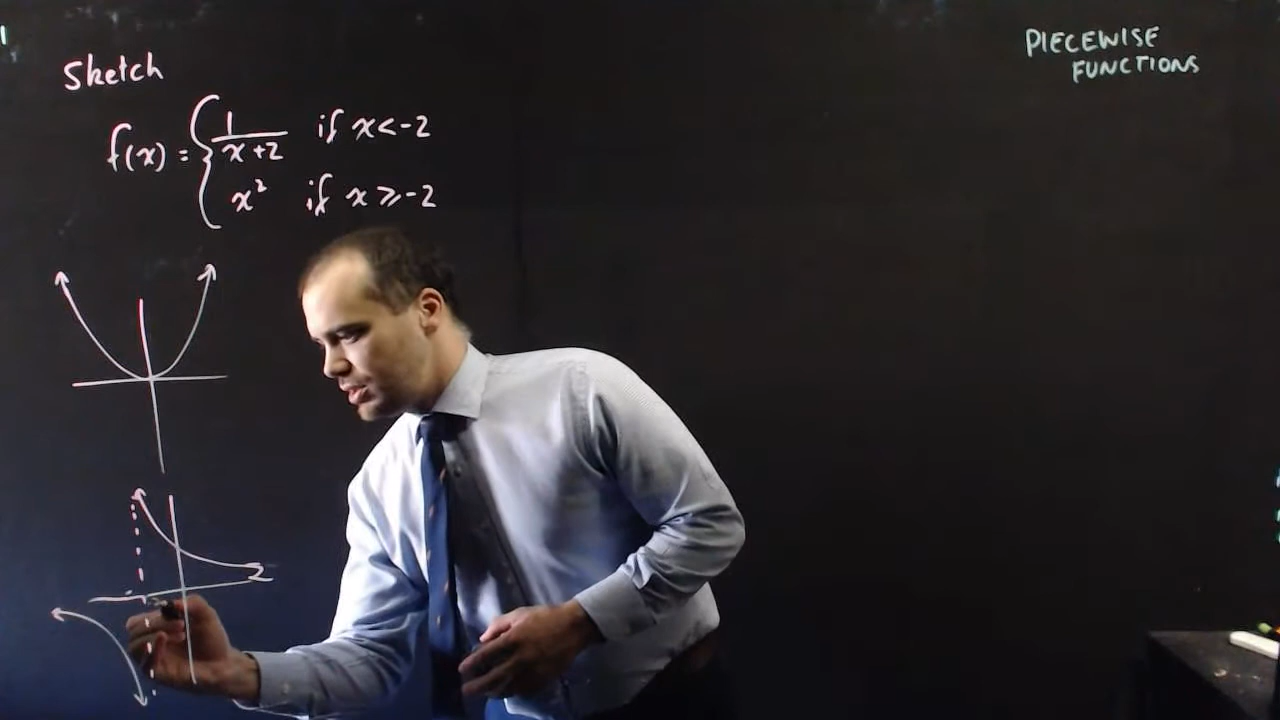 PIECEWISE
FUNCTIONS
Sketch
f(x) = { 1/(x+2) if x<-2
x² if x ⩾ -2